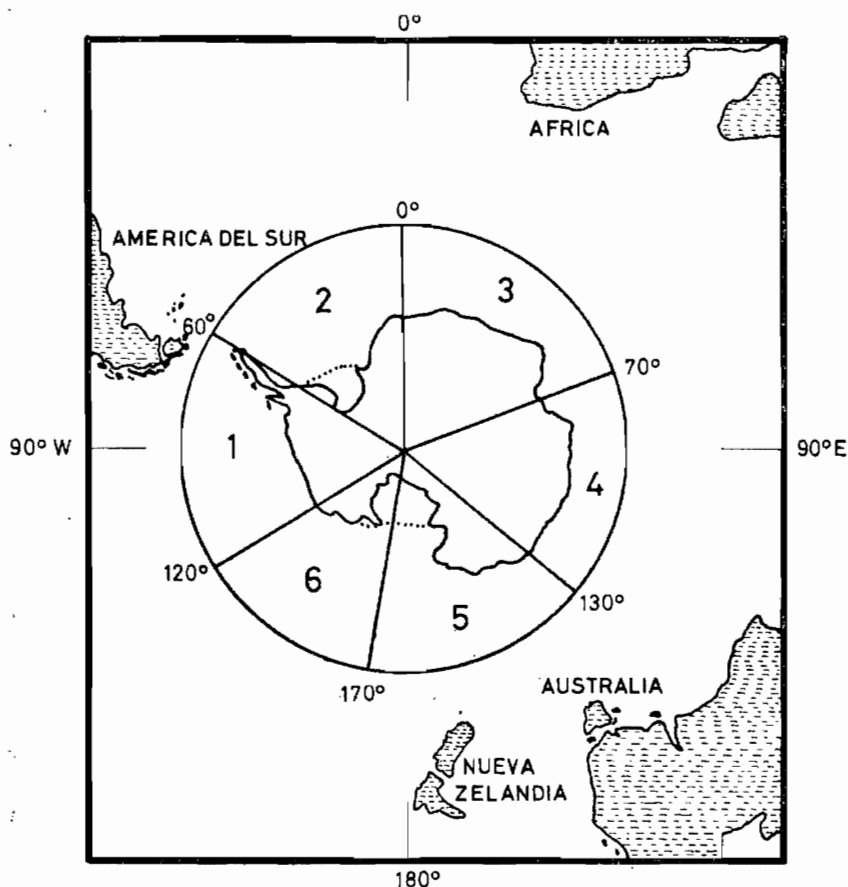 0°
AFRICA
0°
AMERICA DEL SUR
2
3
60°
70°
90° W
1
90° E
4
120°
6
130°
5
170°
AUSTRALIA
NUEVA
ZELANDIA
180°